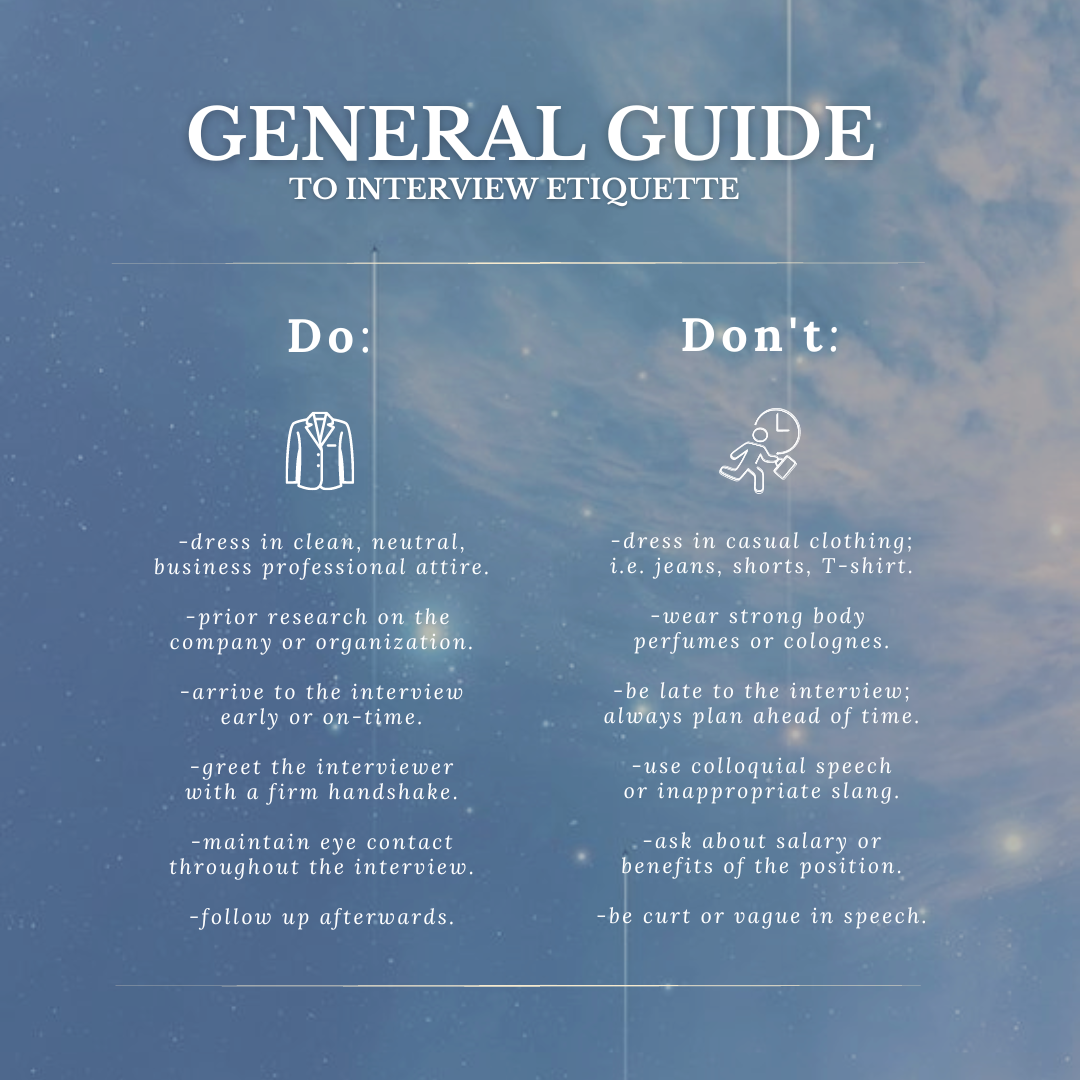 GENERAL GUIDE
TO INTERVIEW ETIQUETTE
Do:
-dress in clean, neutral,
business professional attire.
-prior research on the
company or organization.
-arrive to the interview
early or on-time.
-greet the interviewer
with a firm handshake.
-maintain eye contact
throughout the interview.
-follow up afterwards.
Don't:
-dress in casual clothing;
i.e. jeans, shorts, T-shirt.
-wear strong body
perfumes or colognes.
-be late to the interview;
always plan ahead of time.
-use colloquial speech
or inappropriate slang.
-ask about salary or
benefits of the position.
-be curt or vague in speech.